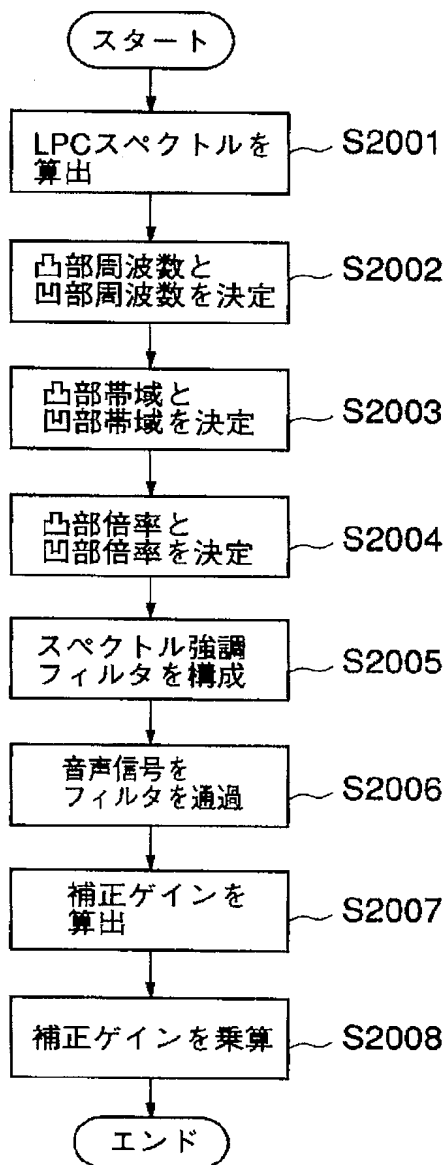 スタート
LPCスペクトルを
算出
S2001
凸部周波数と
凹部周波数を決定
S2002
凸部帯域と
凹部帯域を決定
S2003
凸部倍率と
凹部倍率を決定
S2004
スペクトル強調
フィルタを構成
S2005
音声信号を
フィルタを通過
S2006
補正ゲインを
算出
S2007
補正ゲインを乗算
S2008
エンド